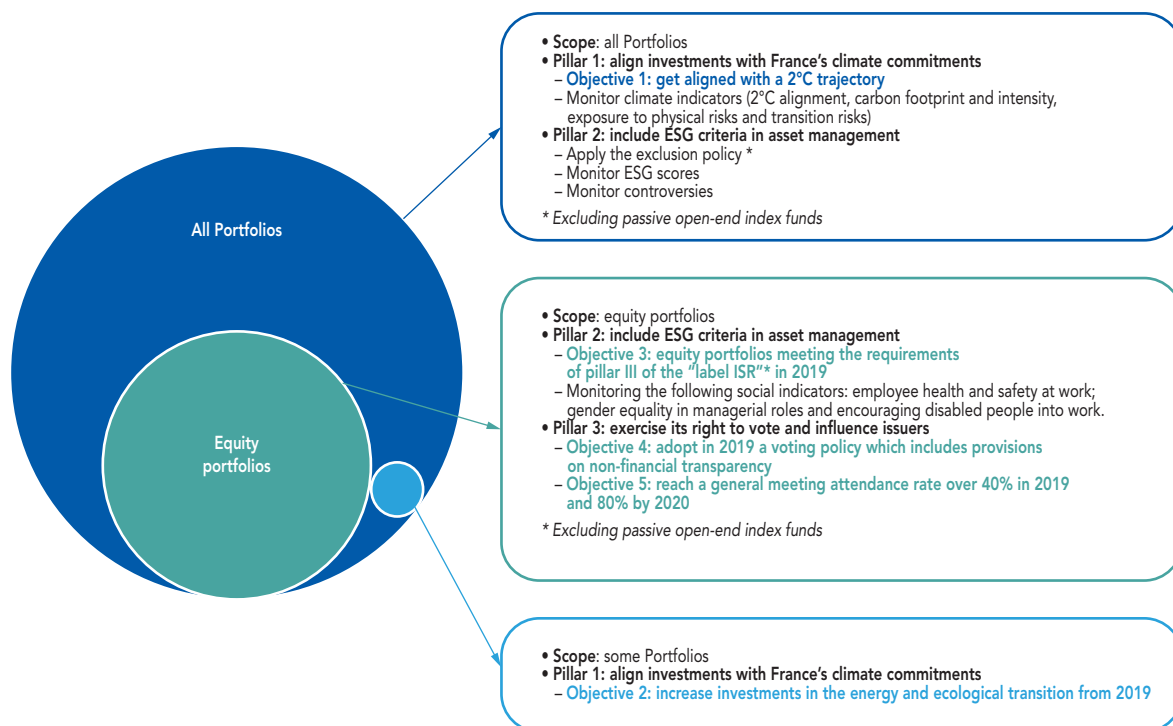 All Portfolios
Equity
portfolios
• Scope: all Portfolios
• Pillar 1: align investments with France's climate commitments
– Objective 1: get aligned with a 2°C trajectory
– Monitor climate indicators (2°C alignment, carbon footprint and intensity,
exposure to physical risks and transition risks)
• Pillar 2: include ESG criteria in asset management
– Apply the exclusion policy *
– Monitor ESG scores
– Monitor controversies
* Excluding passive open-end index funds
• Scope: equity portfolios
• Pillar 2: include ESG criteria in asset management
– Objective 3: equity portfolios meeting the requirements
of pillar III of the "label ISR"* in 2019
– Monitoring the following social indicators: employee health and safety at work;
gender equality in managerial roles and encouraging disabled people into work.
• Pillar 3: exercise its right to vote and influence issuers
– Objective 4: adopt in 2019 a voting policy which includes provisions
on non-financial transparency
– Objective 5: reach a general meeting attendance rate over 40% in 2019
and 80% by 2020
* Excluding passive open-end index funds
• Scope: some Portfolios
• Pillar 1: align investments with France's climate commitments
– Objective 2: increase investments in the energy and ecological transition from 2019